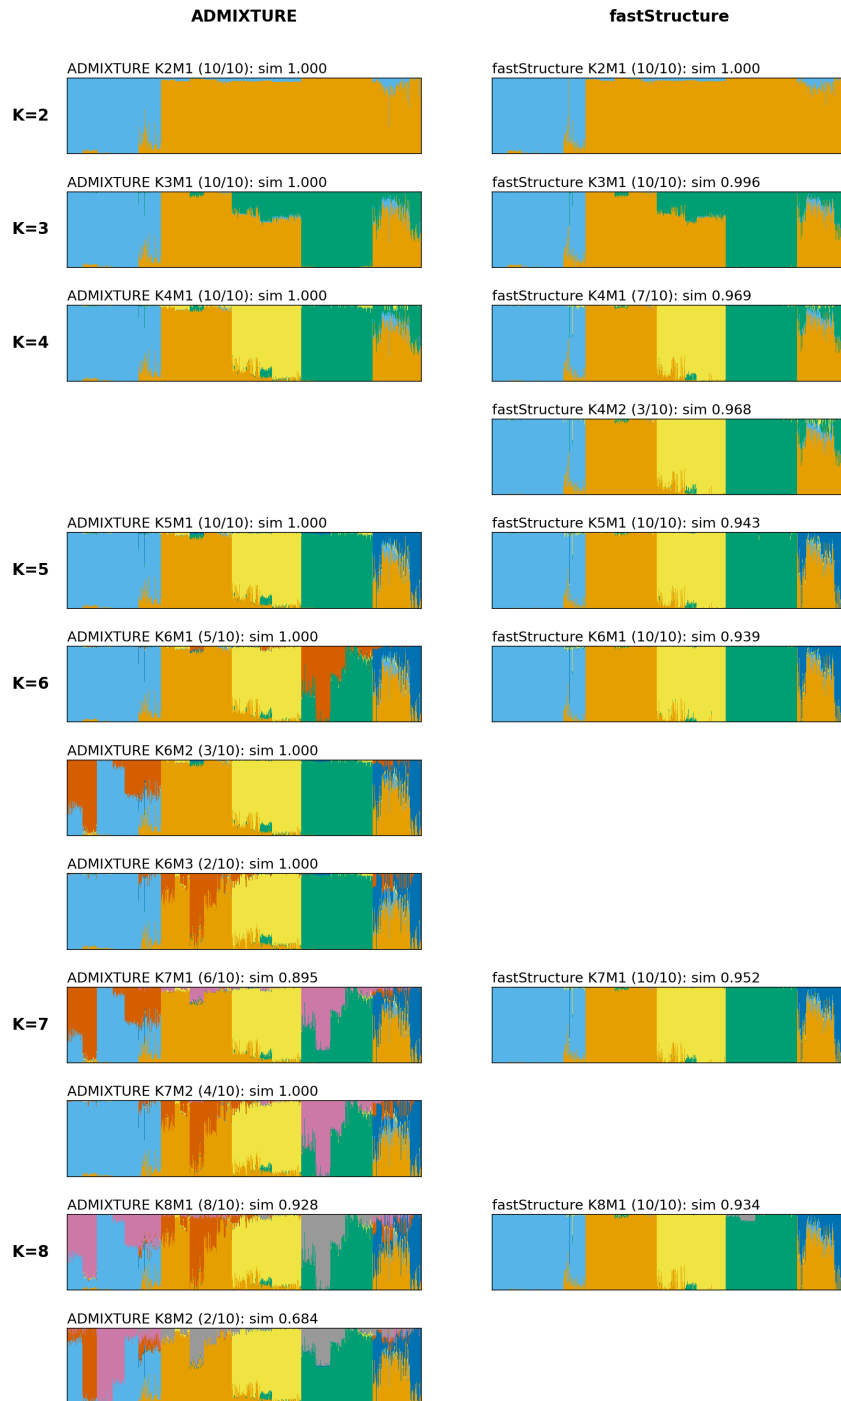 ADMIXTURE fastStructure
ADMIXTURE K2M1 (10/10): sim 1.000 fastStructure K2M1 (10/10): sim 1.000
K=2
ADMIXTURE K3M1 (10/10): sim 1.000 fastStructure K3M1 (10/10): sim 0.996
K=3
ADMIXTURE K4M1 (10/10): sim 1.000 fastStructure K4M1 (7/10): sim 0.969
K=4
fastStructure K4M2 (3/10): sim 0.968
ADMIXTURE K5M1 (10/10): sim 1.000 fastStructure K5M1 (10/10): sim 0.943
K=5
ADMIXTURE K6M1 (5/10): sim 1.000 fastStructure K6M1 (10/10): sim 0.939
K=6
ADMIXTURE K6M2 (3/10): sim 1.000
ADMIXTURE K6M3 (2/10): sim 1.000
ADMIXTURE K7M1 (6/10): sim 0.895 fastStructure K7M1 (10/10): sim 0.952
K=7
ADMIXTURE K7M2 (4/10): sim 1.000
ADMIXTURE K8M1 (8/10): sim 0.928 fastStructure K8M1 (10/10): sim 0.934
K=8
ADMIXTURE K8M2 (2/10): sim 0.684